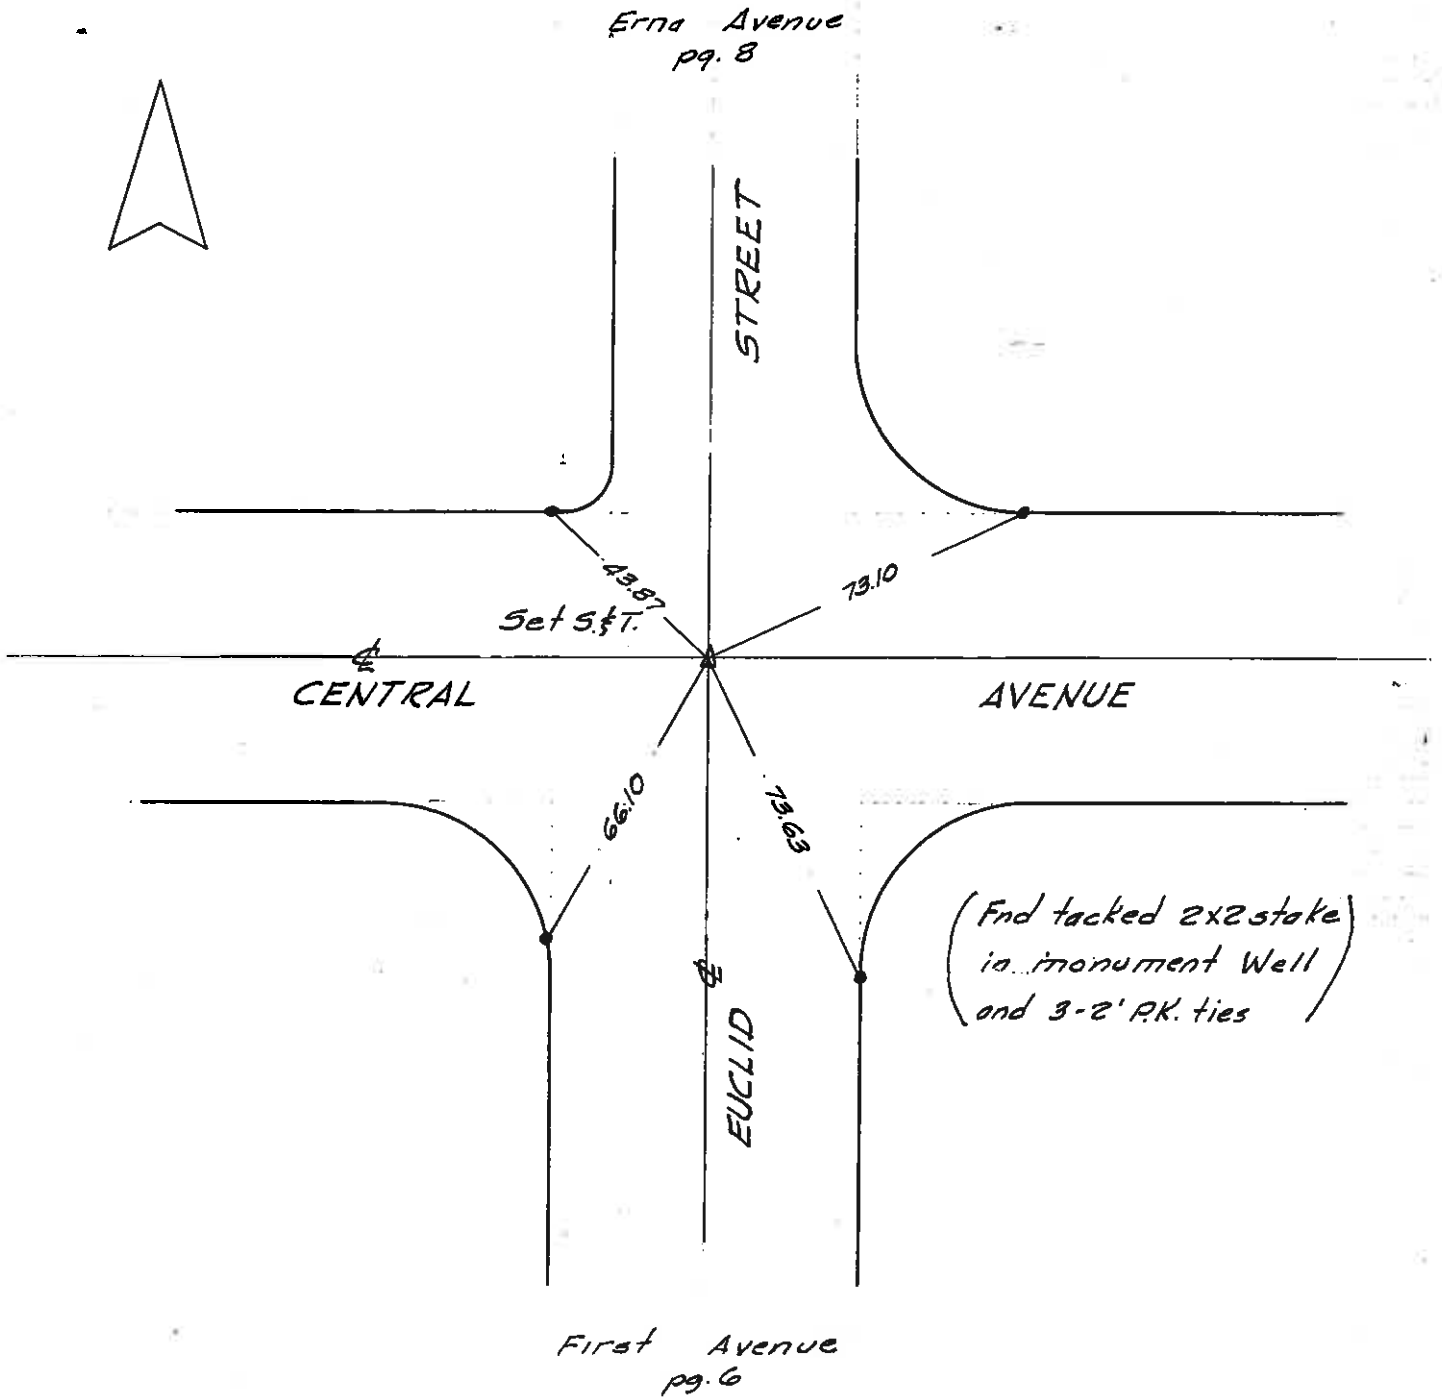 Erna Avenue
pg. 8
STREET
43.87
73.10
Set S.&T.
℄
CENTRAL
AVENUE
66.10
73.63
℄
EUCLID
(Fnd tacked 2x2 stake
in monument Well
and 3-2' P.K. ties)
First Avenue
pg. 6